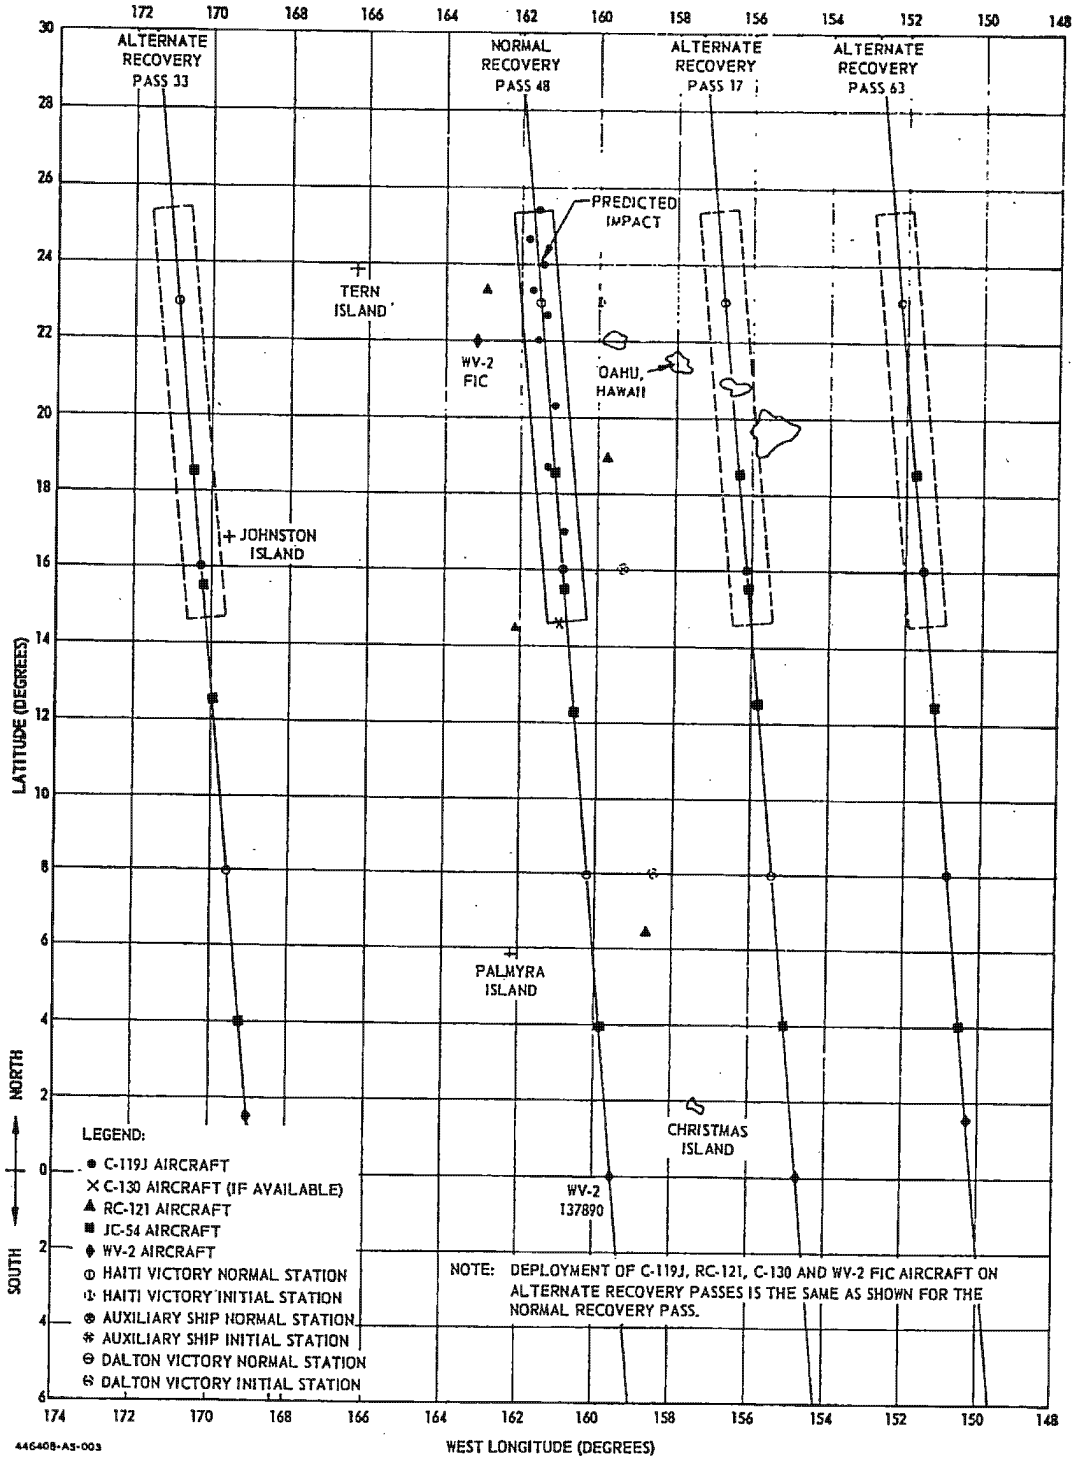 172 170 168 166 164 162 160 158 156 154 152 150 148
30
ALTERNATE
RECOVERY
PASS 33
NORMAL
RECOVERY
PASS 48
ALTERNATE
RECOVERY
PASS 17
ALTERNATE
RECOVERY
PASS 63
28
26
PREDICTED
IMPACT
24
TERN
ISLAND
22
WV-2
FIC
OAHU,
HAWAII
20
18
JOHNSTON
ISLAND
16
14
LATITUDE (DEGREES)
12
10
8
6
PALMYRA
ISLAND
4
NORTH
2
CHRISTMAS
ISLAND
0
WV-2
137890
SOUTH
2
4
6
LEGEND:
C-119J AIRCRAFT
C-130 AIRCRAFT (IF AVAILABLE)
RC-121 AIRCRAFT
JC-54 AIRCRAFT
WV-2 AIRCRAFT
HAITI VICTORY NORMAL STATION
HAITI VICTORY INITIAL STATION
AUXILIARY SHIP NORMAL STATION
AUXILIARY SHIP INITIAL STATION
DALTON VICTORY NORMAL STATION
DALTON VICTORY INITIAL STATION
NOTE: DEPLOYMENT OF C-119J, RC-121, C-130 AND WV-2 FIC AIRCRAFT ON
ALTERNATE RECOVERY PASSES IS THE SAME AS SHOWN FOR THE
NORMAL RECOVERY PASS.
174 172 170 168 166 164 162 160 158 156 154 152 150 148
446408-AS-003
WEST LONGITUDE (DEGREES)